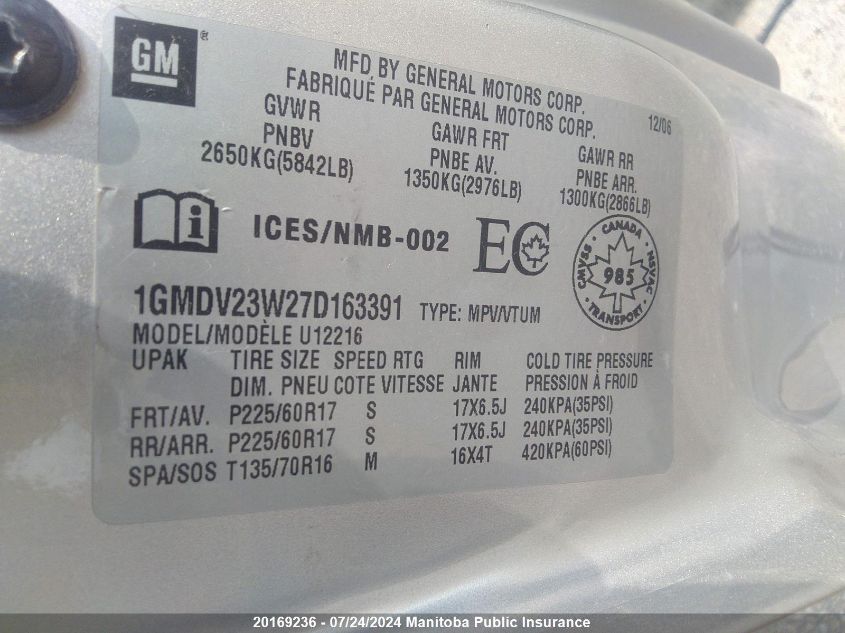 GM
MFD BY GENERAL MOTORS CORP.
FABRIQUÉ PAR GENERAL MOTORS CORP.
12/06
GVWR GAWR FRT GAWR RR
PNBV PNBE AV. PNBE ARR.
2650KG(5842LB) 1350KG(2976LB) 1300KG(2866LB)
ICES/NMB-002 EC
CANADA
CMVSS 985 NSVAC
TRANSPORT
1GMDV23W27D163391 TYPE: MPV/VTUM
MODEL/MODÈLE U12216
UPAK TIRE SIZE SPEED RTG RIM COLD TIRE PRESSURE
DIM. PNEU COTE VITESSE JANTE PRESSION À FROID
FRT/AV. P225/60R17 S 17X6.5J 240KPA(35PSI)
RR/ARR. P225/60R17 S 17X6.5J 240KPA(35PSI)
SPA/SOS T135/70R16 M 16X4T 420KPA(60PSI)
20169236 - 07/24/2024 Manitoba Public Insurance